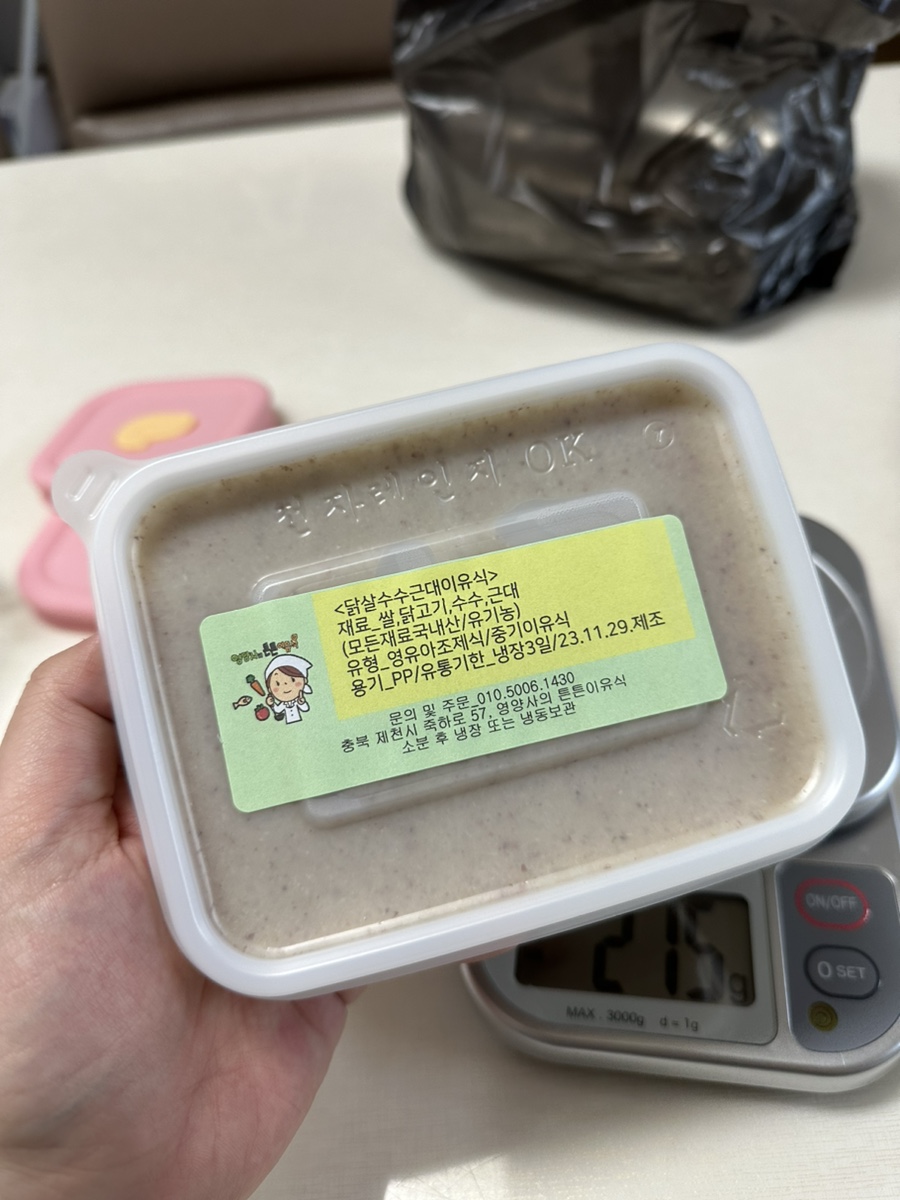 전자레인지 OK
<닭살수수근대이유식>
재료_쌀,닭고기,수수,근대
(모든재료국내산/유기농)
유형_영유아조제식/중기이유식
용기_PP/유통기한_냉장3일/23.11.29.제조
문의 및 주문_010.5006.1430
충북 제천시 죽하로 57, 영양사의 튼튼이유식
소분 후 냉장 또는 냉동보관
215g
ON/OFF
0 SET
MAX : 3000g d = 1g